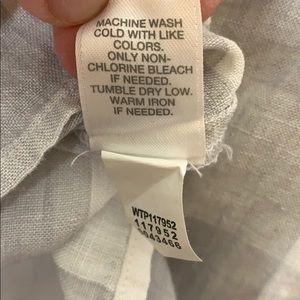 MACHINE WASH
COLD WITH LIKE
COLORS.
ONLY NON-
CHLORINE BLEACH
IF NEEDED.
TUMBLE DRY LOW.
WARM IRON
IF NEEDED.
WTP117952
117952